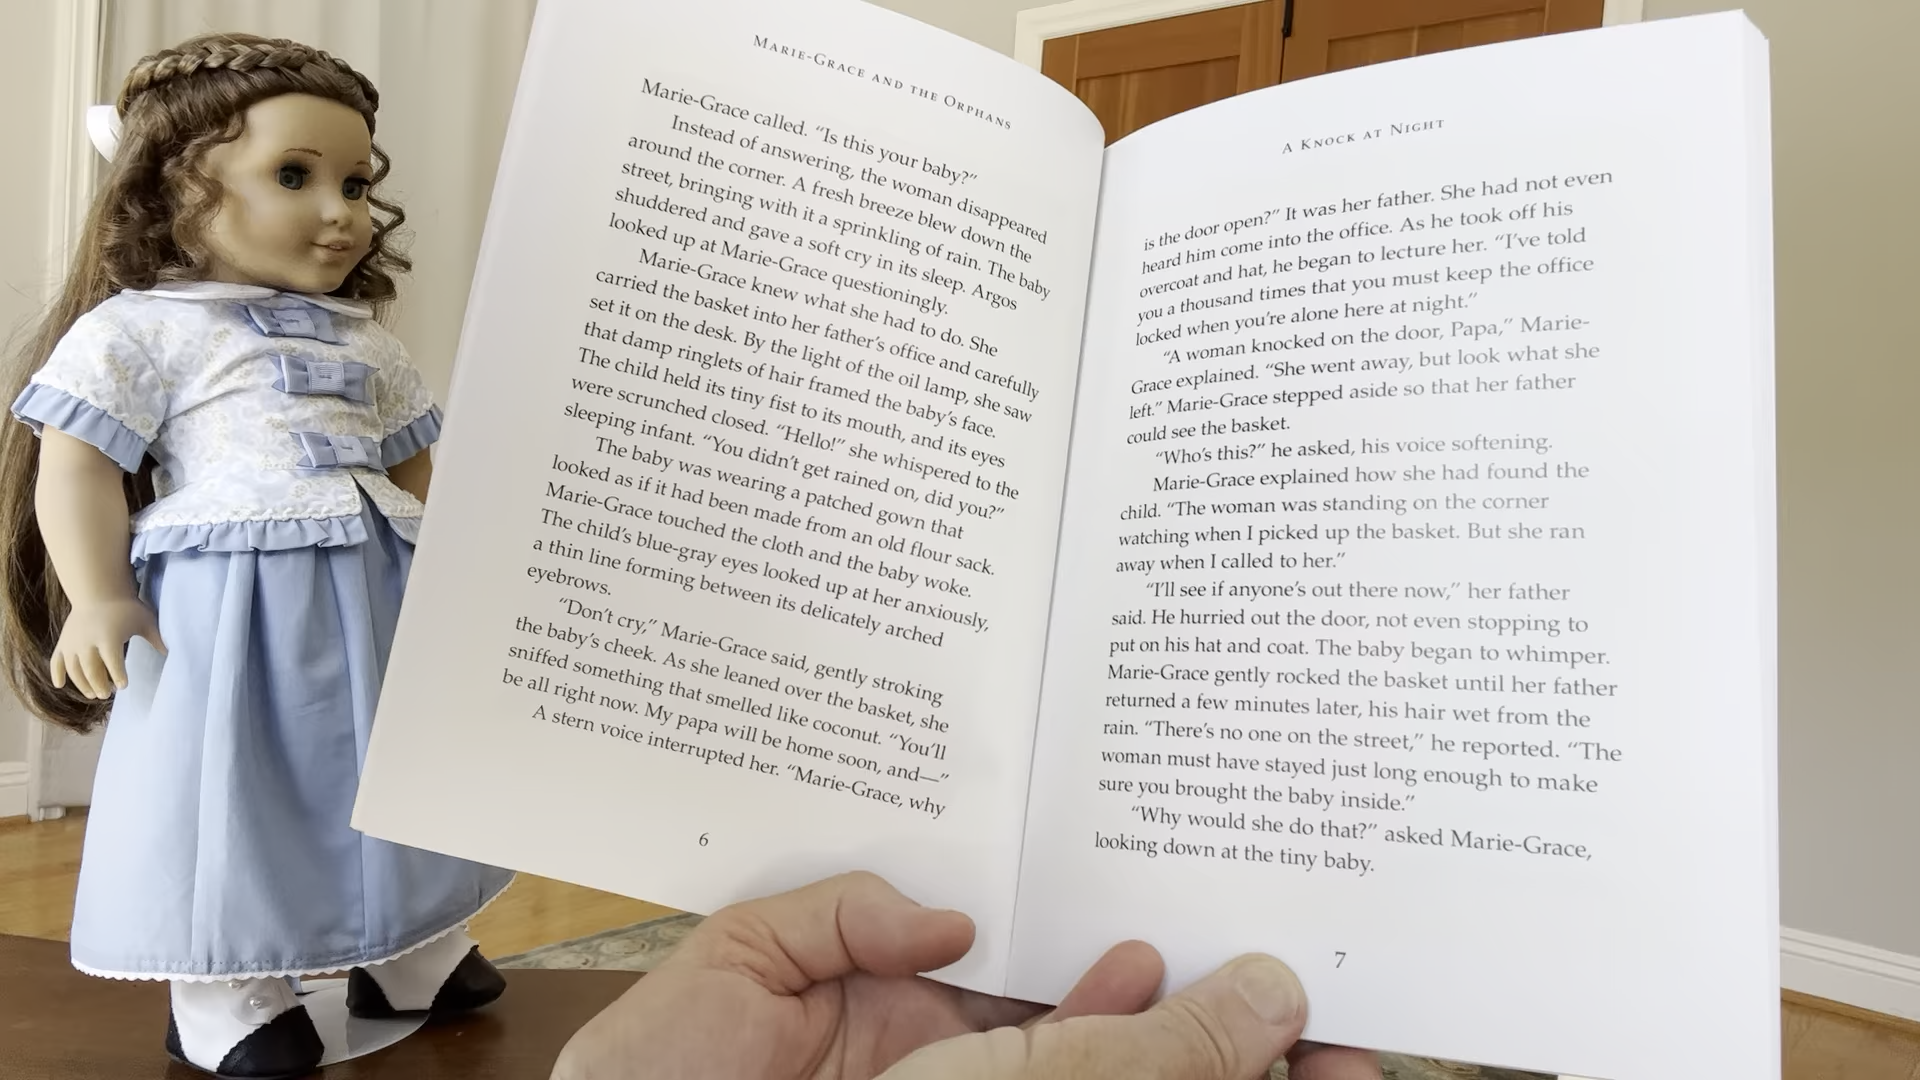 MARIE-GRACE AND THE ORPHANS
Marie-Grace called. “Is this your baby?”
Instead of answering, the woman disappeared
around the corner. A fresh breeze blew down the
street, bringing with it a sprinkling of rain. The baby
shuddered and gave a soft cry in its sleep. Argos
looked up at Marie-Grace questioningly.
Marie-Grace knew what she had to do. She
carried the basket into her father’s office and carefully
set it on the desk. By the light of the oil lamp, she saw
that damp ringlets of hair framed the baby’s face.
The child held its tiny fist to its mouth, and its eyes
were scrunched closed. “Hello!” she whispered to the
sleeping infant. “You didn’t get rained on, did you?”
The baby was wearing a patched gown that
looked as if it had been made from an old flour sack.
Marie-Grace touched the cloth and the baby woke.
The child’s blue-gray eyes looked up at her anxiously,
a thin line forming between its delicately arched
eyebrows.
“Don’t cry,” Marie-Grace said, gently stroking
the baby’s cheek. As she leaned over the basket, she
sniffed something that smelled like coconut. “You’ll
be all right now. My papa will be home soon, and—”
A stern voice interrupted her. “Marie-Grace, why
6
A KNOCK AT NIGHT
is the door open?” It was her father. She had not even
heard him come into the office. As he took off his
overcoat and hat, he began to lecture her. “I’ve told
you a thousand times that you must keep the office
locked when you’re alone here at night.”
“A woman knocked on the door, Papa,” Marie-
Grace explained. “She went away, but look what she
left.” Marie-Grace stepped aside so that her father
could see the basket.
“Who’s this?” he asked, his voice softening.
Marie-Grace explained how she had found the
child. “The woman was standing on the corner
watching when I picked up the basket. But she ran
away when I called to her.”
“I’ll see if anyone’s out there now,” her father
said. He hurried out the door, not even stopping to
put on his hat and coat. The baby began to whimper.
Marie-Grace gently rocked the basket until her father
returned a few minutes later, his hair wet from the
rain. “There’s no one on the street,” he reported. “The
woman must have stayed just long enough to make
sure you brought the baby inside.”
“Why would she do that?” asked Marie-Grace,
looking down at the tiny baby.
7